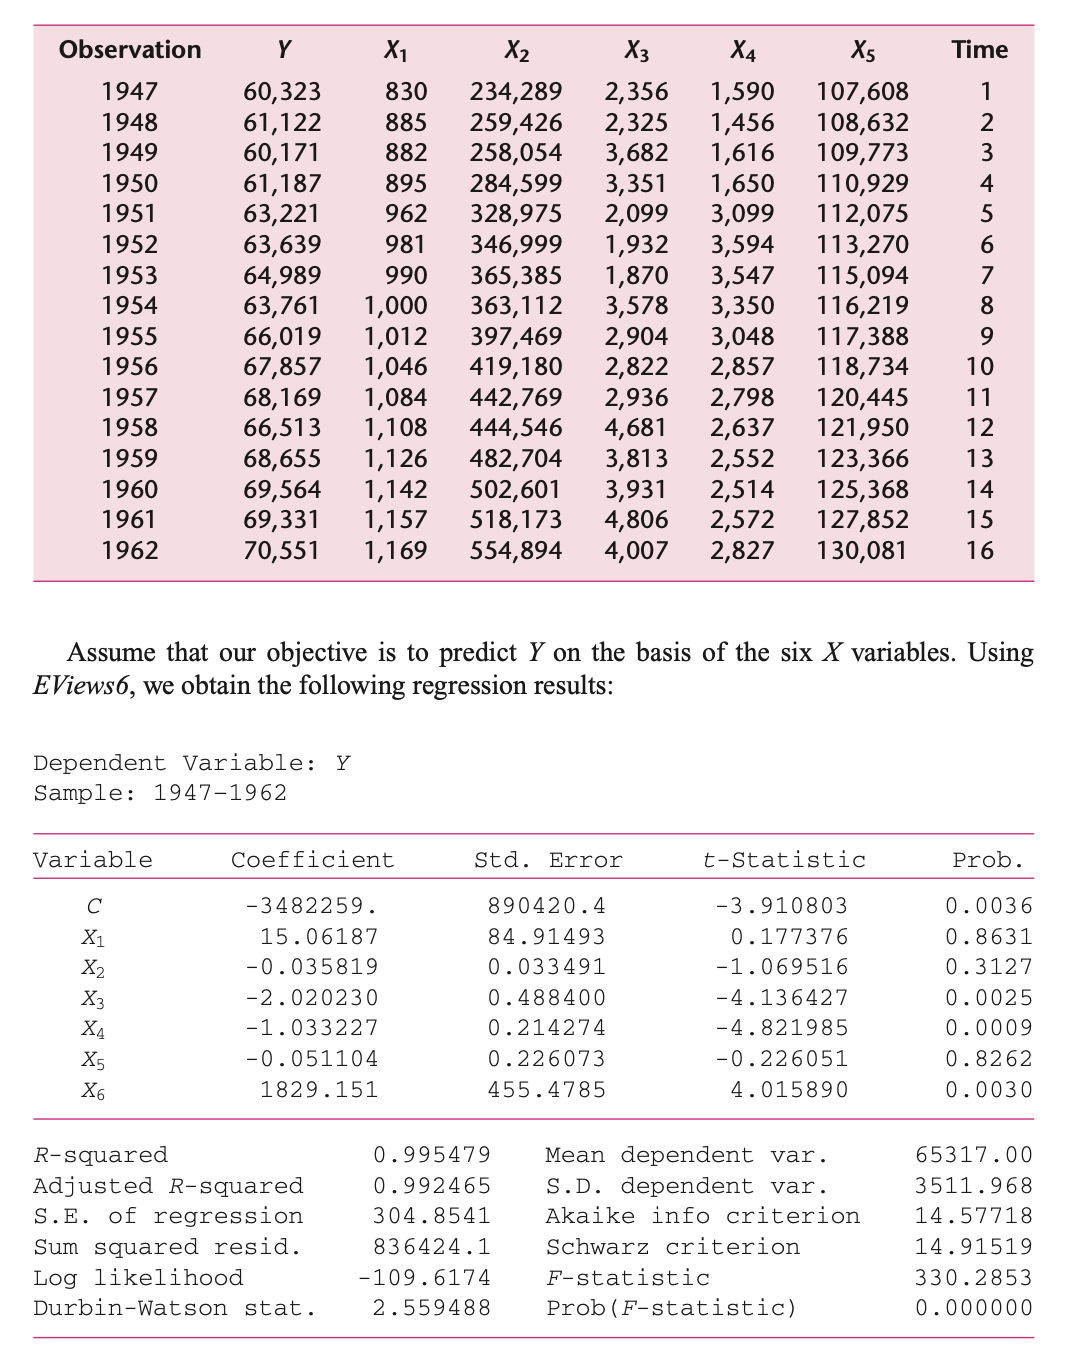 Observation Y X1 X2 X3 X4 X5 Time
1947 60,323 830 234,289 2,356 1,590 107,608 1
1948 61,122 885 259,426 2,325 1,456 108,632 2
1949 60,171 882 258,054 3,682 1,616 109,773 3
1950 61,187 895 284,599 3,351 1,650 110,929 4
1951 63,221 962 328,975 2,099 3,099 112,075 5
1952 63,639 981 346,999 1,932 3,594 113,270 6
1953 64,989 990 365,385 1,870 3,547 115,094 7
1954 63,761 1,000 363,112 3,578 3,350 116,219 8
1955 66,019 1,012 397,469 2,904 3,048 117,388 9
1956 67,857 1,046 419,180 2,822 2,857 118,734 10
1957 68,169 1,084 442,769 2,936 2,798 120,445 11
1958 66,513 1,108 444,546 4,681 2,637 121,950 12
1959 68,655 1,126 482,704 3,813 2,552 123,366 13
1960 69,564 1,142 502,601 3,931 2,514 125,368 14
1961 69,331 1,157 518,173 4,806 2,572 127,852 15
1962 70,551 1,169 554,894 4,007 2,827 130,081 16
Assume that our objective is to predict Y on the basis of the six X variables. Using
EViews6, we obtain the following regression results:
Dependent Variable: Y
Sample: 1947–1962
Variable Coefficient Std. Error t-Statistic Prob.
C -3482259. 890420.4 -3.910803 0.0036
X1 15.06187 84.91493 0.177376 0.8631
X2 -0.035819 0.033491 -1.069516 0.3127
X3 -2.020230 0.488400 -4.136427 0.0025
X4 -1.033227 0.214274 -4.821985 0.0009
X5 -0.051104 0.226073 -0.226051 0.8262
X6 1829.151 455.4785 4.015890 0.0030
R-squared 0.995479 Mean dependent var. 65317.00
Adjusted R-squared 0.992465 S.D. dependent var. 3511.968
S.E. of regression 304.8541 Akaike info criterion 14.57718
Sum squared resid. 836424.1 Schwarz criterion 14.91519
Log likelihood -109.6174 F-statistic 330.2853
Durbin-Watson stat. 2.559488 Prob(F-statistic) 0.000000